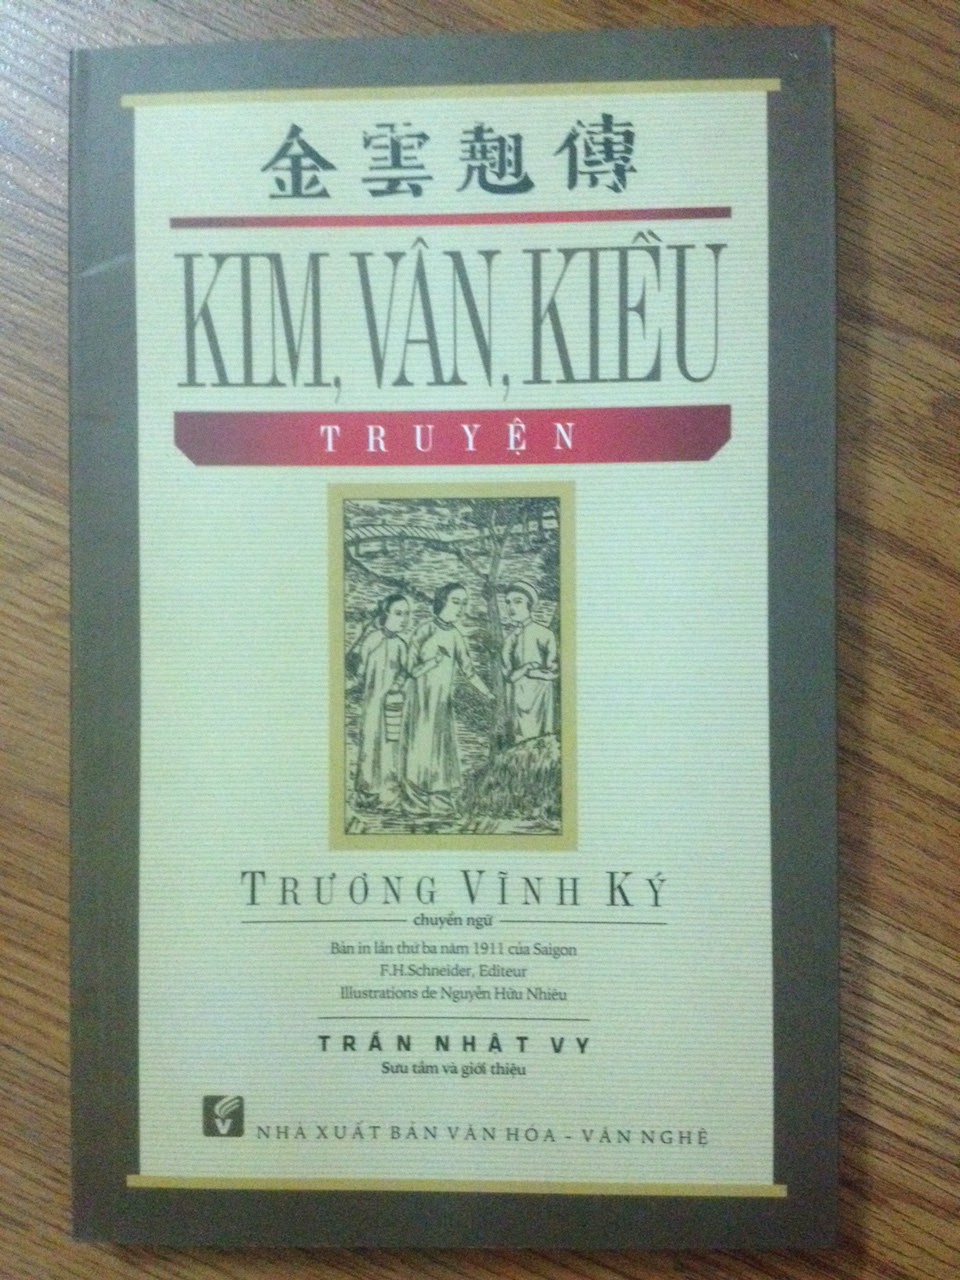 金雲翹傳
KIM, VÂN, KIỀU
TRUYỆN
TRƯƠNG VĨNH KÝ
chuyển ngữ
Bản in lần thứ ba năm 1911 của Saigon
F.H.Schneider, Editeur
Illustrations de Nguyễn Hữu Nhiêu
TRẦN NHẬT VY
Sưu tầm và giới thiệu
V
NHÀ XUẤT BẢN VĂN HÓA - VĂN NGHỆ